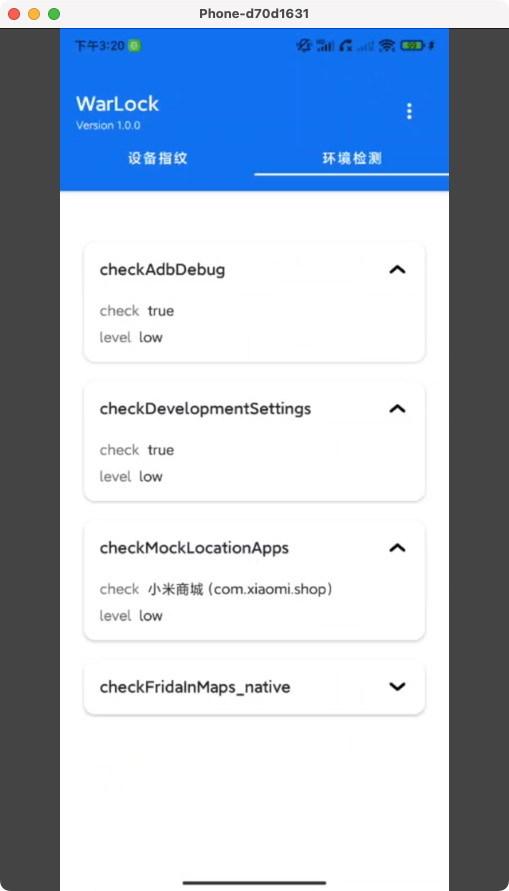 Phone-d70d1631
下午3:20
WarLock
Version 1.0.0
设备指纹 环境检测
checkAdbDebug
check true
level low
checkDevelopmentSettings
check true
level low
checkMockLocationApps
check 小米商城 (com.xiaomi.shop)
level low
checkFridaInMaps_native